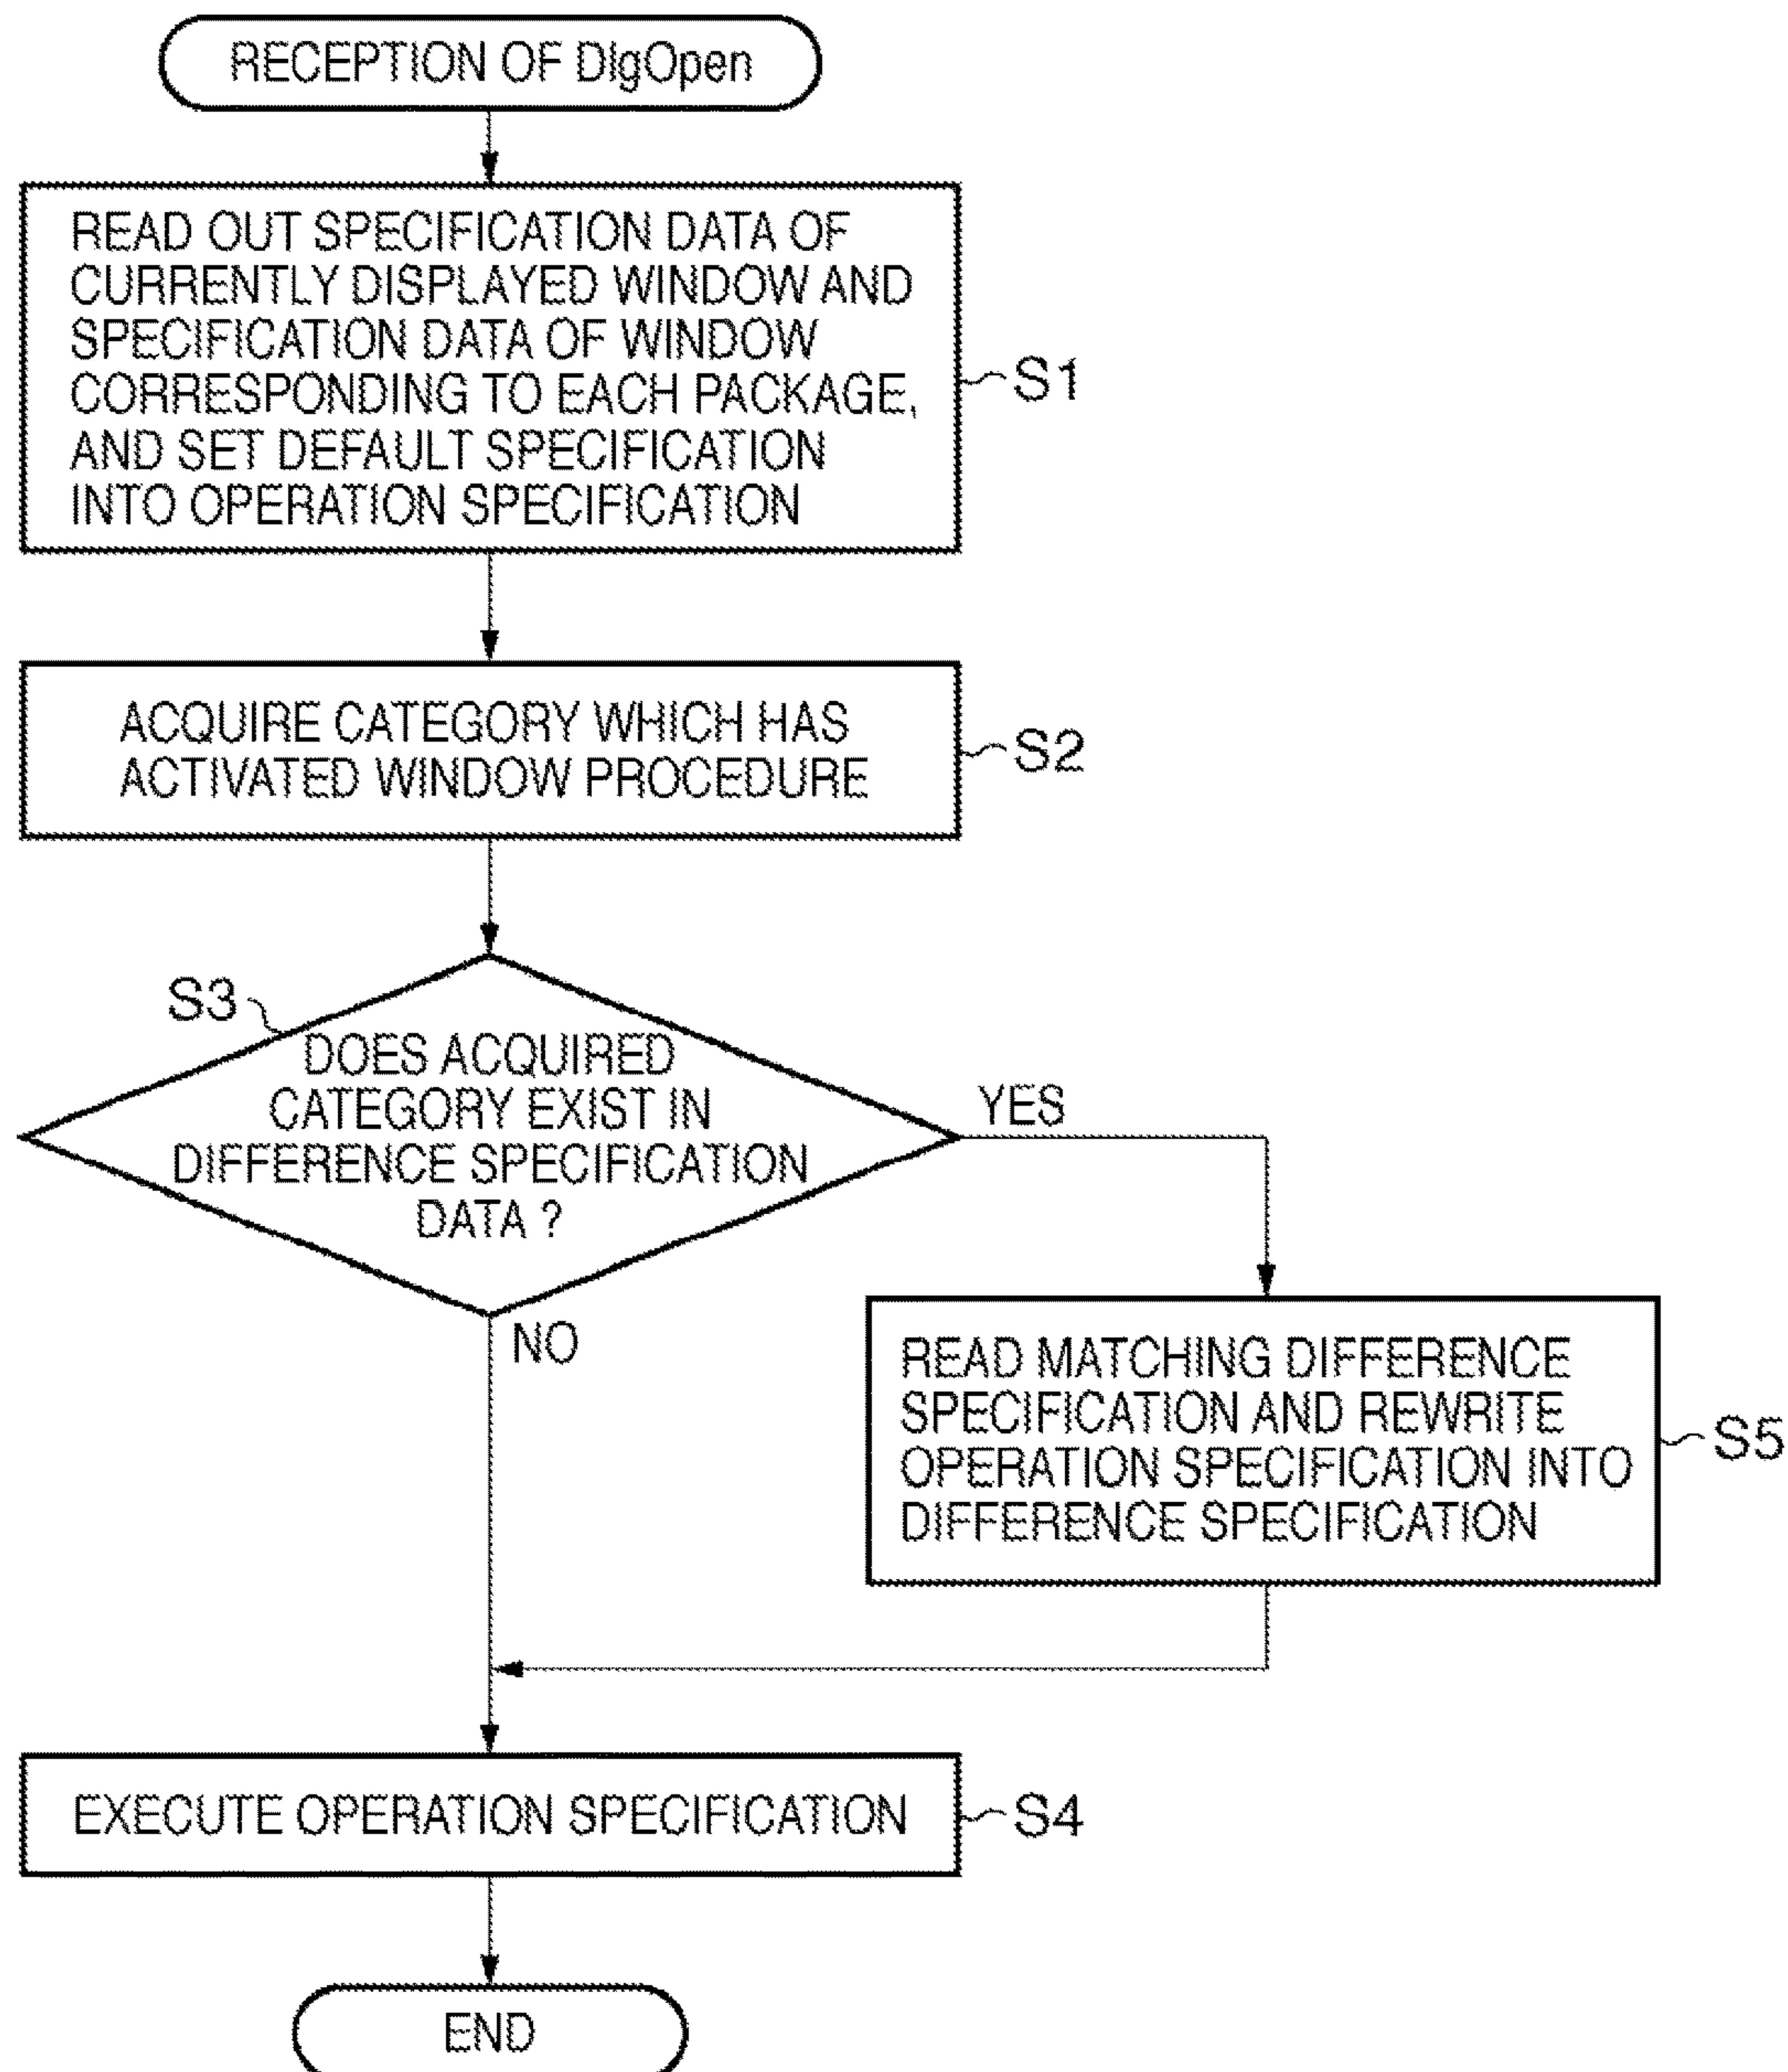 RECEPTION OF DlgOpen
READ OUT SPECIFICATION DATA OF
CURRENTLY DISPLAYED WINDOW AND
SPECIFICATION DATA OF WINDOW
CORRESPONDING TO EACH PACKAGE,
AND SET DEFAULT SPECIFICATION
INTO OPERATION SPECIFICATION
S1
ACQUIRE CATEGORY WHICH HAS
ACTIVATED WINDOW PROCEDURE
S2
S3
DOES ACQUIRED
CATEGORY EXIST IN
DIFFERENCE SPECIFICATION
DATA ?
YES
NO
READ MATCHING DIFFERENCE
SPECIFICATION AND REWRITE
OPERATION SPECIFICATION INTO
DIFFERENCE SPECIFICATION
S5
EXECUTE OPERATION SPECIFICATION
S4
END